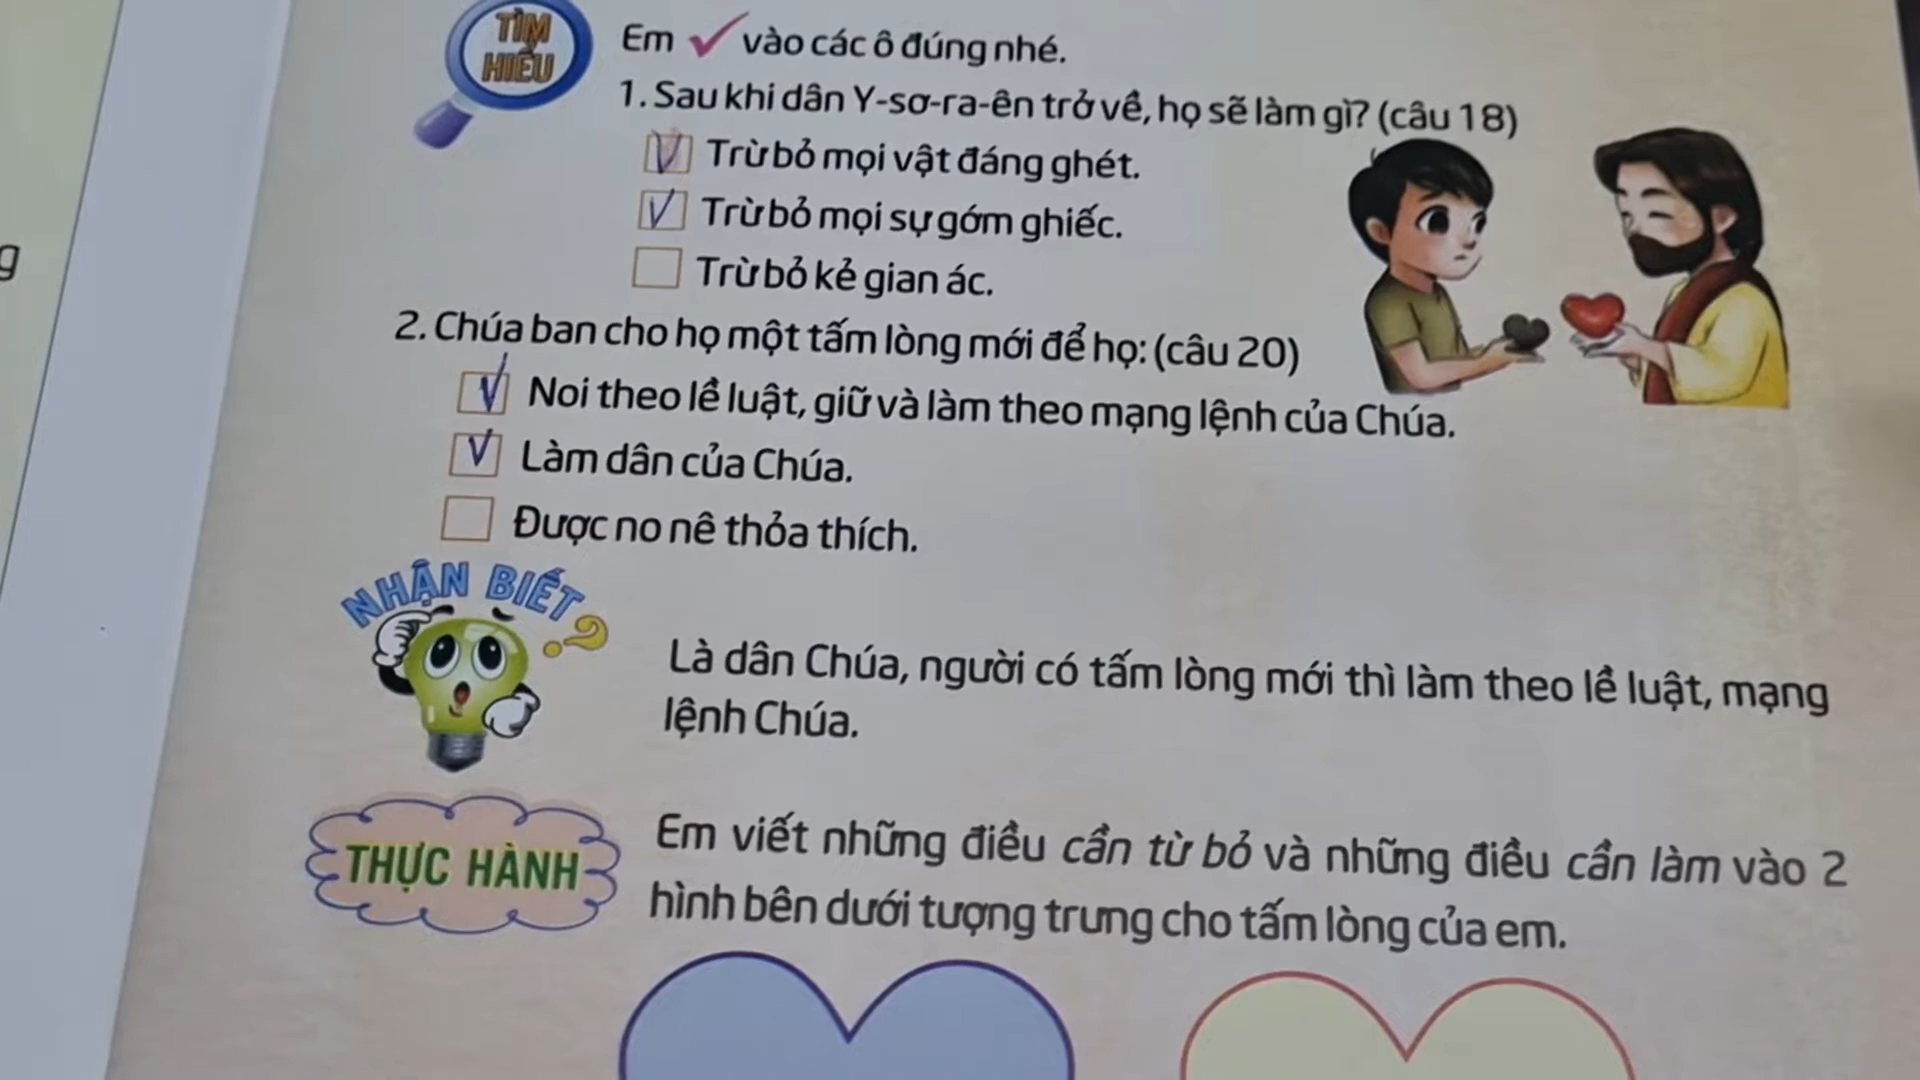 TÌM
HIỂU
Em ✓ vào các ô đúng nhé.
1. Sau khi dân Y-sơ-ra-ên trở về, họ sẽ làm gì? (câu 18)
Trừ bỏ mọi vật đáng ghét.
Trừ bỏ mọi sự gớm ghiếc.
Trừ bỏ kẻ gian ác.
2. Chúa ban cho họ một tấm lòng mới để họ: (câu 20)
Noi theo lề luật, giữ và làm theo mạng lệnh của Chúa.
Làm dân của Chúa.
Được no nê thỏa thích.
NHẬN BIẾT?
Là dân Chúa, người có tấm lòng mới thì làm theo lề luật, mạng
lệnh Chúa.
THỰC HÀNH
Em viết những điều cần từ bỏ và những điều cần làm vào 2
hình bên dưới tượng trưng cho tấm lòng của em.